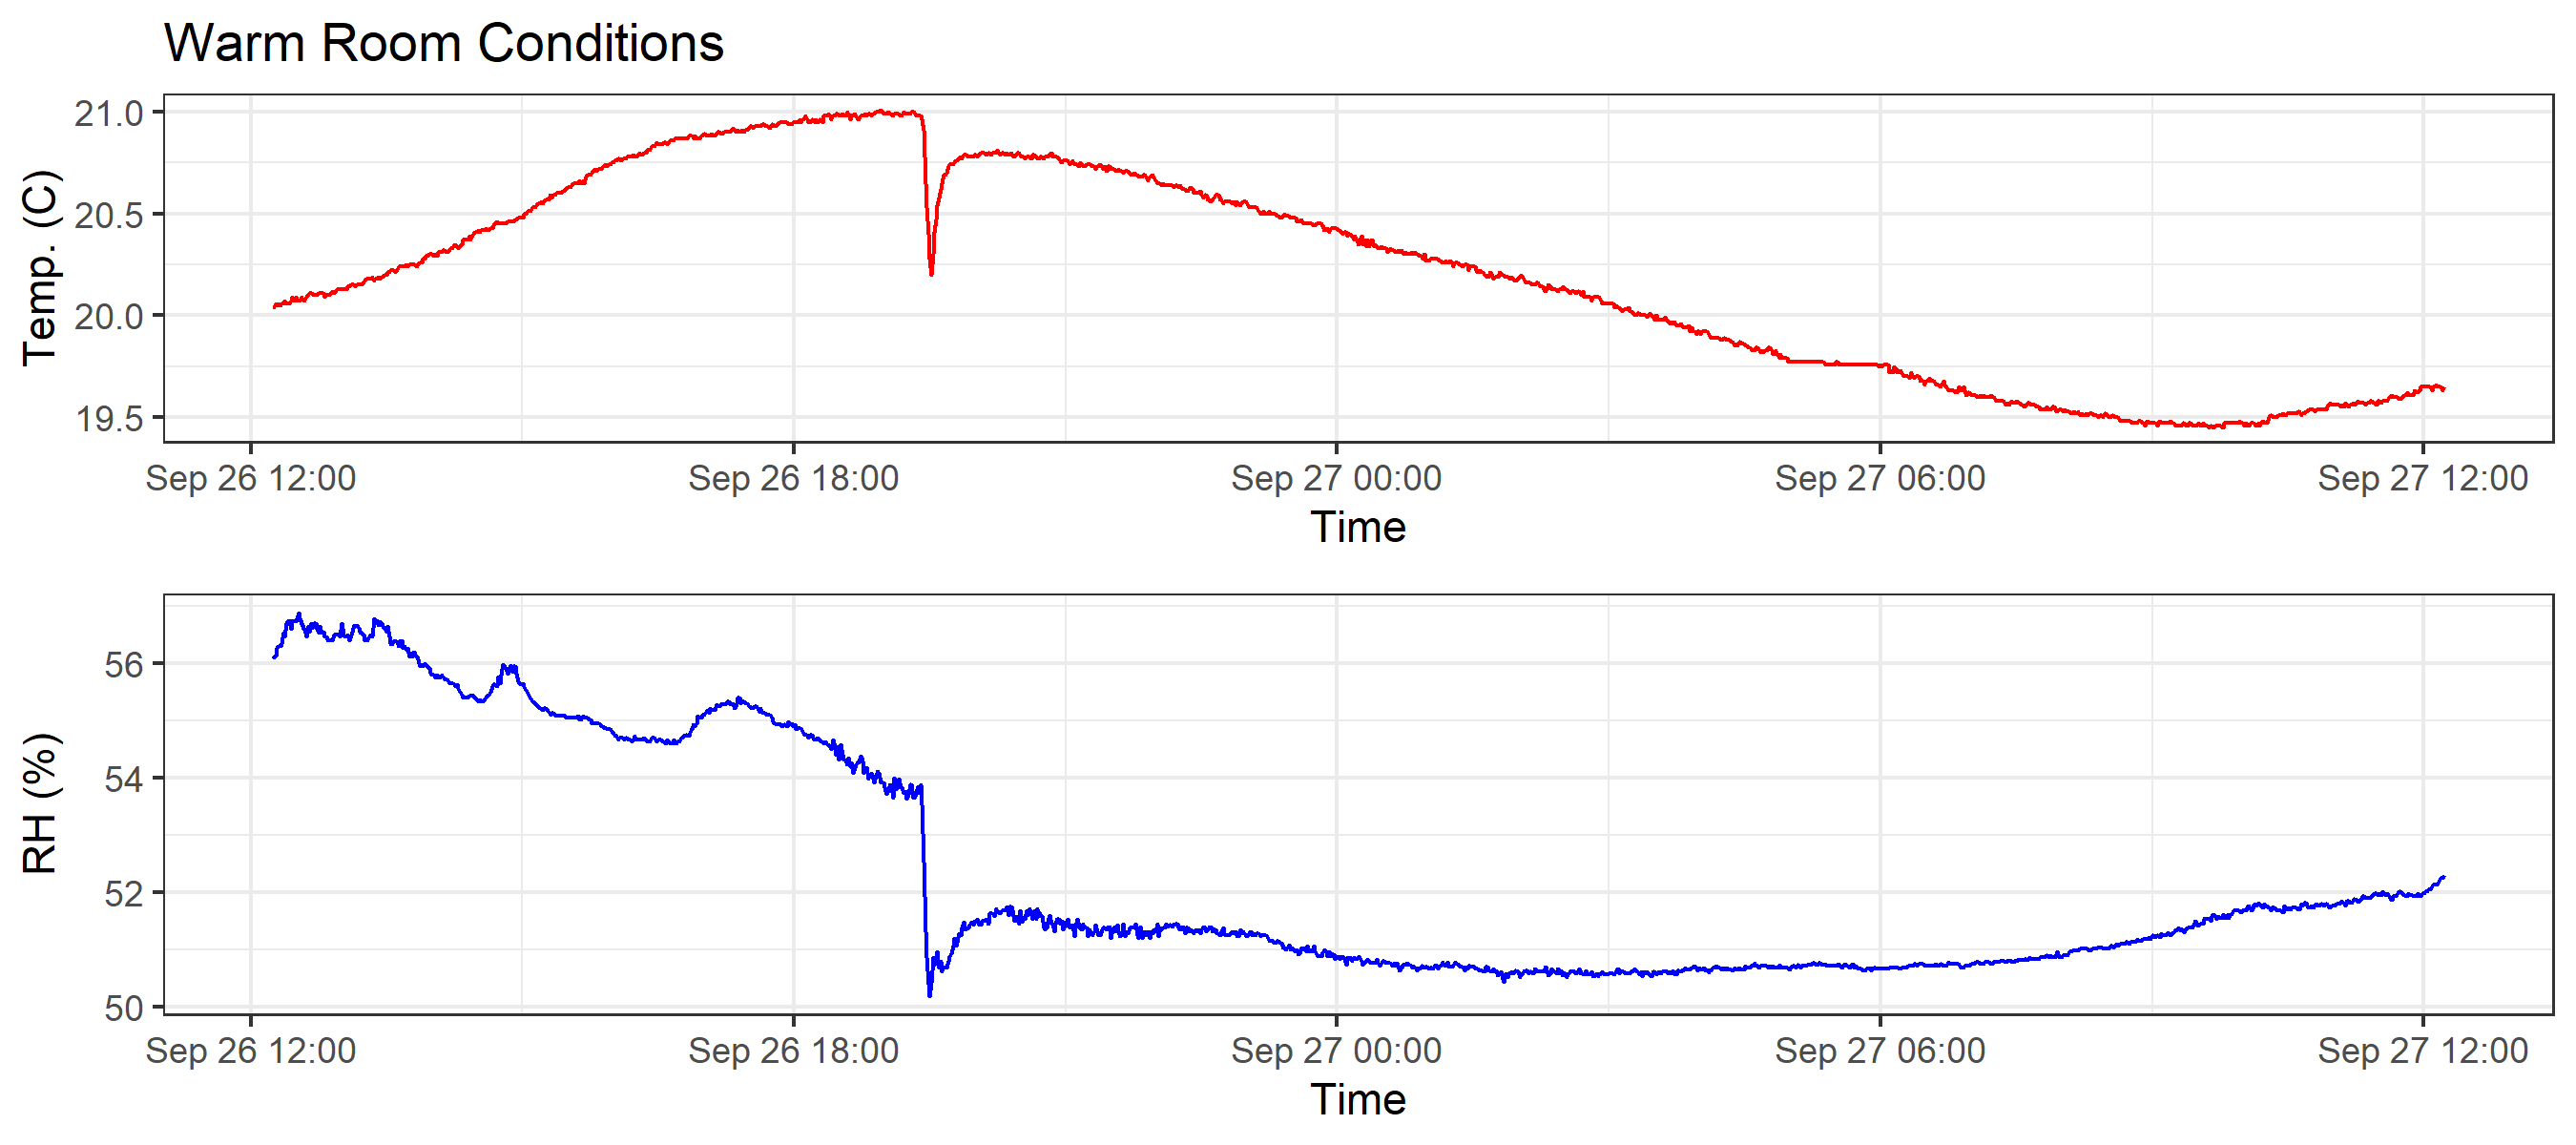 Warm Room Conditions
Temp. (C)
21.0
20.5
20.0
19.5
Sep 26 12:00 Sep 26 18:00 Sep 27 00:00 Sep 27 06:00 Sep 27 12:00
Time
RH (%)
56
54
52
50
Sep 26 12:00 Sep 26 18:00 Sep 27 00:00 Sep 27 06:00 Sep 27 12:00
Time